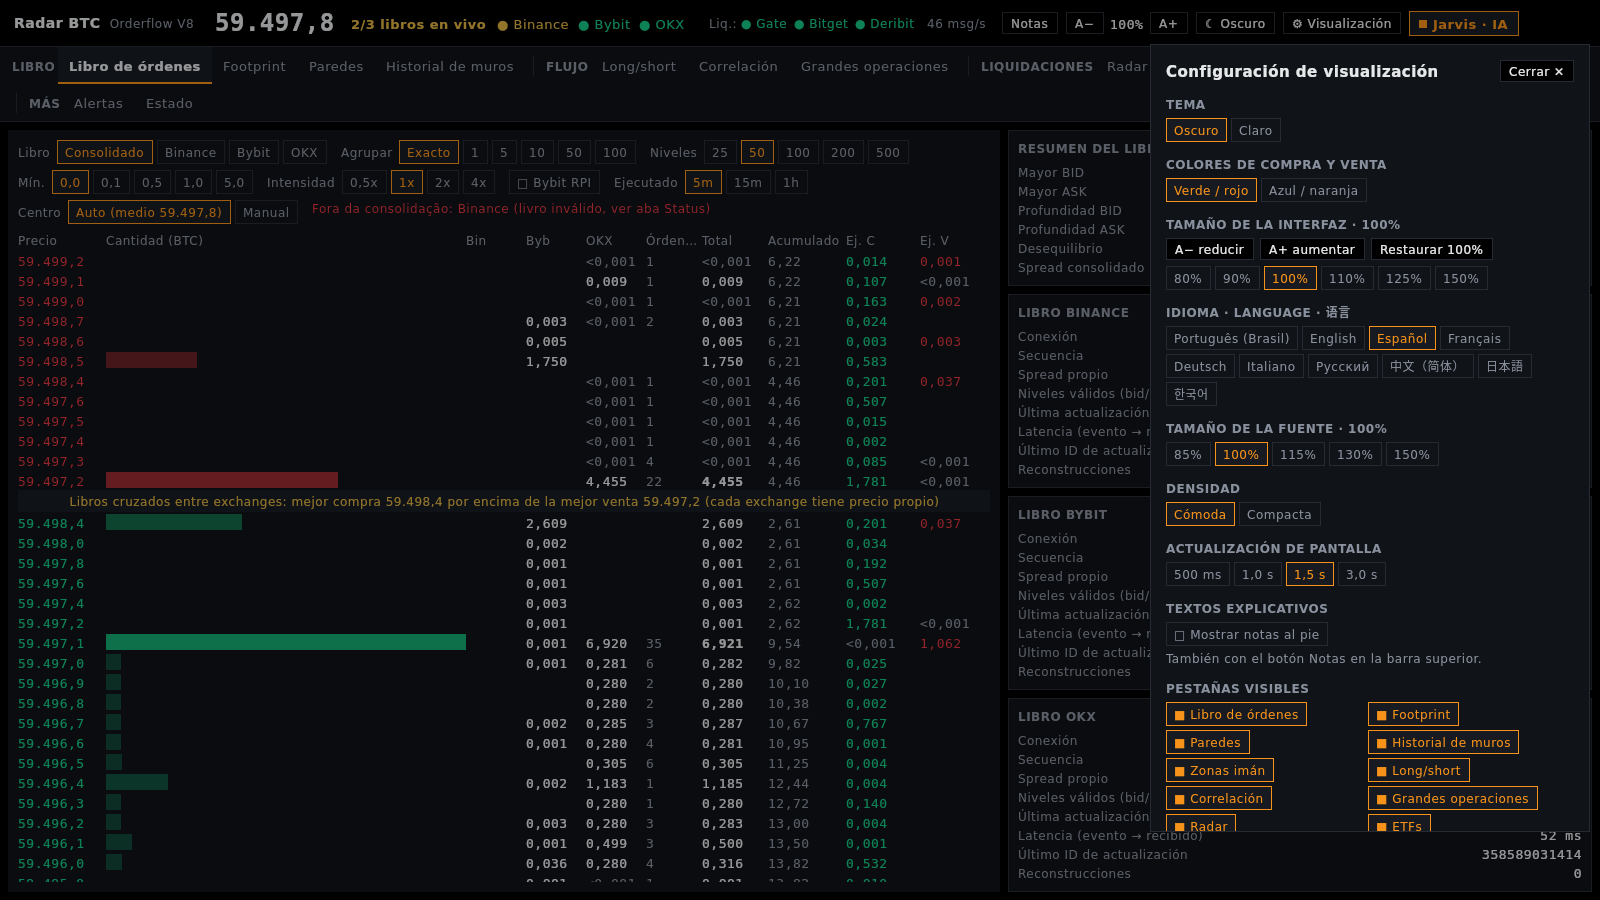 Radar BTC Orderflow V8 59.497,8 2/3 libros en vivo ● Binance ● Bybit ● OKX Liq.: ● Gate ● Bitget ● Deribit 46 msg/s Notas A− 100% A+ ☾ Oscuro ⚙ Visualización ■ Jarvis · IA
LIBRO Libro de órdenes Footprint Paredes Historial de muros FLUJO Long/short Correlación Grandes operaciones LIQUIDACIONES Radar
MÁS Alertas Estado
Libro Consolidado Binance Bybit OKX Agrupar Exacto 1 5 10 50 100 Niveles 25 50 100 200 500
Mín. 0,0 0,1 0,5 1,0 5,0 Intensidad 0,5x 1x 2x 4x □ Bybit RPI Ejecutado 5m 15m 1h
Centro Auto (medio 59.497,8) Manual Fora da consolidação: Binance (livro inválido, ver aba Status)
Precio Cantidad (BTC) Bin Byb OKX Órden... Total Acumulado Ej. C Ej. V
59.499,2 <0,001 1 <0,001 6,22 0,014 0,001
59.499,1 0,009 1 0,009 6,22 0,107 <0,001
59.499,0 <0,001 1 <0,001 6,21 0,163 0,002
59.498,7 0,003 <0,001 2 0,003 6,21 0,024
59.498,6 0,005 0,005 6,21 0,003 0,003
59.498,5 1,750 1,750 6,21 0,583
59.498,4 <0,001 1 <0,001 4,46 0,201 0,037
59.497,6 <0,001 1 <0,001 4,46 0,507
59.497,5 <0,001 1 <0,001 4,46 0,015
59.497,4 <0,001 1 <0,001 4,46 0,002
59.497,3 <0,001 4 <0,001 4,46 0,085 <0,001
59.497,2 4,455 22 4,455 4,46 1,781 <0,001
Libros cruzados entre exchanges: mejor compra 59.498,4 por encima de la mejor venta 59.497,2 (cada exchange tiene precio propio)
59.498,4 2,609 2,609 2,61 0,201 0,037
59.498,0 0,002 0,002 2,61 0,034
59.497,8 0,001 0,001 2,61 0,192
59.497,6 0,001 0,001 2,61 0,507
59.497,4 0,003 0,003 2,62 0,002
59.497,2 0,001 0,001 2,62 1,781 <0,001
59.497,1 0,001 6,920 35 6,921 9,54 <0,001 1,062
59.497,0 0,001 0,281 6 0,282 9,82 0,025
59.496,9 0,280 2 0,280 10,10 0,027
59.496,8 0,280 2 0,280 10,38 0,002
59.496,7 0,002 0,285 3 0,287 10,67 0,767
59.496,6 0,001 0,280 4 0,281 10,95 0,001
59.496,5 0,305 6 0,305 11,25 0,004
59.496,4 0,002 1,183 1 1,185 12,44 0,004
59.496,3 0,280 1 0,280 12,72 0,140
59.496,2 0,003 0,280 3 0,283 13,00 0,004
59.496,1 0,001 0,499 3 0,500 13,50 0,001
59.496,0 0,036 0,280 4 0,316 13,82 0,532
RESUMEN DEL LIB
Mayor BID
Mayor ASK
Profundidad BID
Profundidad ASK
Desequilibrio
Spread consolidado
LIBRO BINANCE
Conexión
Secuencia
Spread propio
Niveles válidos (bid/
Última actualización
Latencia (evento → r
Último ID de actualiz
Reconstrucciones
LIBRO BYBIT
Conexión
Secuencia
Spread propio
Niveles válidos (bid/
Última actualización
Latencia (evento → r
Último ID de actualiz
Reconstrucciones
LIBRO OKX
Conexión
Secuencia
Spread propio
Niveles válidos (bid/
Última actualización
Latencia (evento → recibido) 52 ms
Último ID de actualización 358589031414
Reconstrucciones 0
Configuración de visualización Cerrar ✕
TEMA
Oscuro Claro
COLORES DE COMPRA Y VENTA
Verde / rojo Azul / naranja
TAMAÑO DE LA INTERFAZ · 100%
A− reducir A+ aumentar Restaurar 100%
80% 90% 100% 110% 125% 150%
IDIOMA · LANGUAGE · 语言
Português (Brasil) English Español Français
Deutsch Italiano Русский 中文（简体） 日本語
한국어
TAMAÑO DE LA FUENTE · 100%
85% 100% 115% 130% 150%
DENSIDAD
Cómoda Compacta
ACTUALIZACIÓN DE PANTALLA
500 ms 1,0 s 1,5 s 3,0 s
TEXTOS EXPLICATIVOS
□ Mostrar notas al pie
También con el botón Notas en la barra superior.
PESTAÑAS VISIBLES
■ Libro de órdenes ■ Footprint
■ Paredes ■ Historial de muros
■ Zonas imán ■ Long/short
■ Correlación ■ Grandes operaciones
■ Radar ■ ETFs